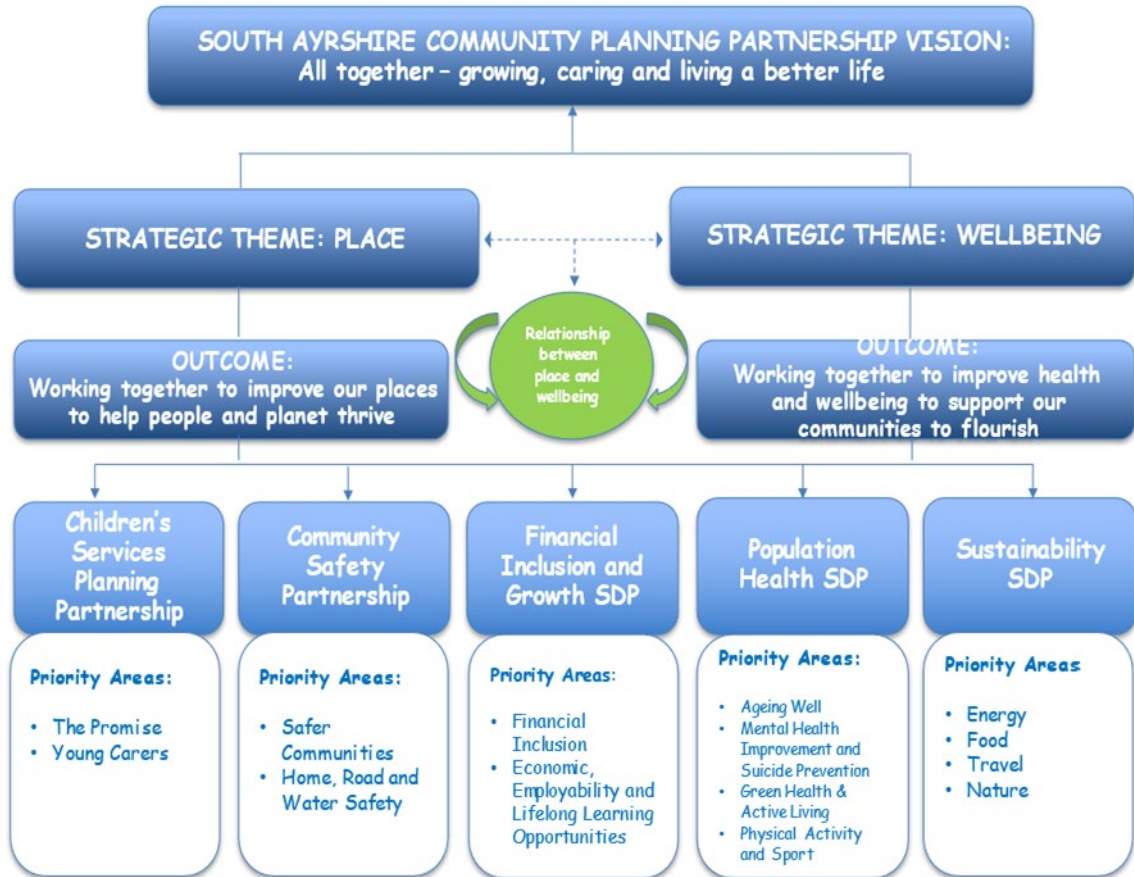 SOUTH AYRSHIRE COMMUNITY PLANNING PARTNERSHIP VISION:
All together – growing, caring and living a better life
STRATEGIC THEME: PLACE
STRATEGIC THEME: WELLBEING
Relationship
between
place and
wellbeing
OUTCOME:
Working together to improve our places
to help people and planet thrive
OUTCOME:
Working together to improve health
and wellbeing to support our
communities to flourish
Children's
Services
Planning
Partnership
Priority Areas:
• The Promise
• Young Carers
Community
Safety
Partnership
Priority Areas:
• Safer
Communities
• Home, Road and
Water Safety
Financial
Inclusion and
Growth SDP
Priority Areas:
• Financial
Inclusion
• Economic,
Employability and
Lifelong Learning
Opportunities
Population
Health SDP
Priority Areas:
• Ageing Well
• Mental Health
Improvement and
Suicide Prevention
• Green Health &
Active Living
• Physical Activity
and Sport
Sustainability
SDP
Priority Areas
• Energy
• Food
• Travel
• Nature